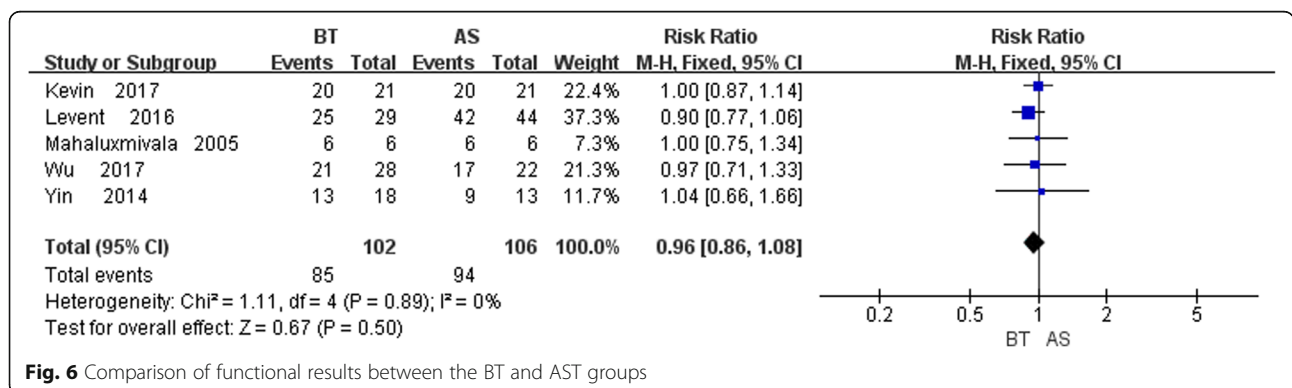 BT AS Risk Ratio Risk Ratio
Study or Subgroup Events Total Events Total Weight M-H, Fixed, 95% CI M-H, Fixed, 95% CI
Kevin 2017 20 21 20 21 22.4% 1.00 [0.87, 1.14]
Levent 2016 25 29 42 44 37.3% 0.90 [0.77, 1.06]
Mahaluxmivala 2005 6 6 6 6 7.3% 1.00 [0.75, 1.34]
Wu 2017 21 28 17 22 21.3% 0.97 [0.71, 1.33]
Yin 2014 13 18 9 13 11.7% 1.04 [0.66, 1.66]
Total (95% CI) 102 106 100.0% 0.96 [0.86, 1.08]
Total events 85 94
Heterogeneity: Chi² = 1.11, df = 4 (P = 0.89); I² = 0%
Test for overall effect: Z = 0.67 (P = 0.50)
0.2 0.5 1 2 5
BT AS
Fig. 6 Comparison of functional results between the BT and AST groups